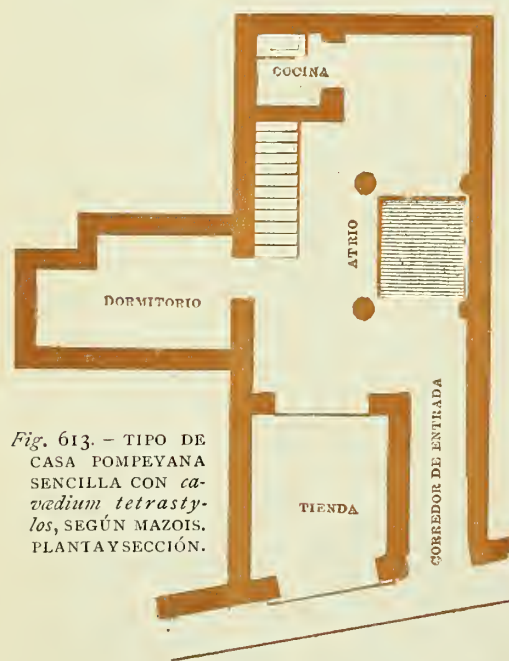 COCINA
ATRIO
DORMITORIO
Fig. 613. – TIPO DE
CASA POMPEYANA
SENCILLA CON ca-
vædium tetrasty-
los, SEGÚN MAZOIS.
PLANTA Y SECCIÓN.
TIENDA
CORREDOR DE ENTRADA